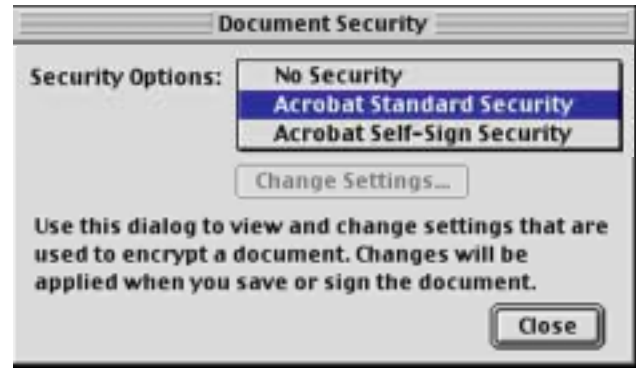 Document Security
Security Options:
No Security
Acrobat Standard Security
Acrobat Self-Sign Security
Change Settings...
Use this dialog to view and change settings that are
used to encrypt a document. Changes will be
applied when you save or sign the document.
Close